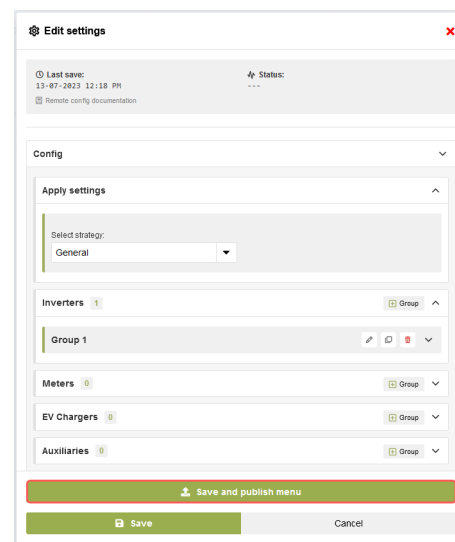 Edit settings
Last save:
13-07-2023 12:18 PM
Status:
---
Remote config documentation
Config
Apply settings
Select strategy:
General
Inverters 1 Group
Group 1
Meters 0 Group
EV Chargers 0 Group
Auxiliaries 0 Group
Save and publish menu
Save Cancel